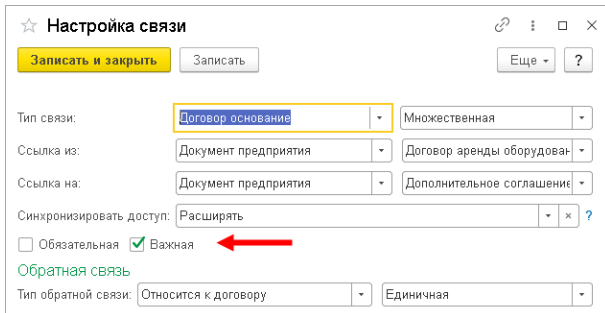 Настройка связи
Записать и закрыть Записать Еще ?
Тип связи: Договор основание Множественная
Ссылка из: Документ предприятия Договор аренды оборудован
Ссылка на: Документ предприятия Дополнительное соглашение
Синхронизировать доступ: Расширять ?
Обязательная Важная
Обратная связь
Тип обратной связи: Относится к договору Единичная